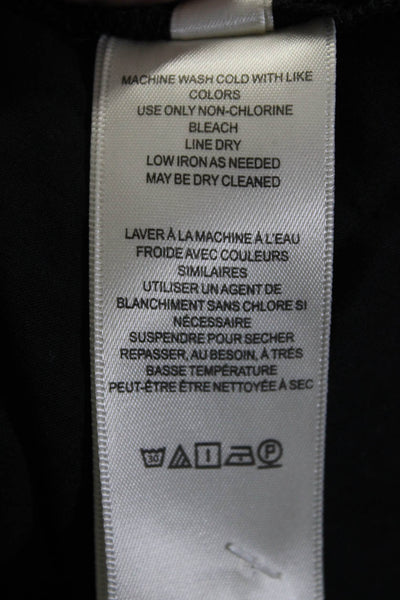 MACHINE WASH COLD WITH LIKE
COLORS
USE ONLY NON-CHLORINE
BLEACH
LINE DRY
LOW IRON AS NEEDED
MAY BE DRY CLEANED
LAVER À LA MACHINE À L'EAU
FROIDE AVEC COULEURS
SIMILAIRES
UTILISER UN AGENT DE
BLANCHIMENT SANS CHLORE SI
NÉCESSAIRE
SUSPENDRE POUR SECHER
REPASSER, AU BESOIN, À TRÉS
BASSE TEMPÉRATURE
PEUT-ÊTRE ÊTRE NETTOYÉE À SEC
30 P